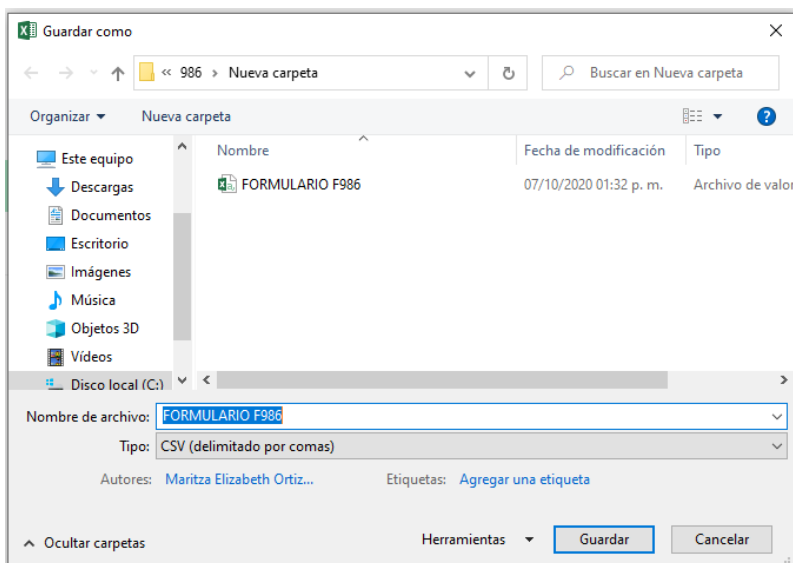 Guardar como
« 986 › Nueva carpeta
Buscar en Nueva carpeta
Organizar
Nueva carpeta
Nombre
Fecha de modificación
Tipo
Este equipo
Descargas
Documentos
Escritorio
Imágenes
Música
Objetos 3D
Vídeos
Disco local (C:)
FORMULARIO F986
07/10/2020 01:32 p. m.
Archivo de valor
Nombre de archivo: FORMULARIO F986
Tipo: CSV (delimitado por comas)
Autores: Maritza Elizabeth Ortiz...
Etiquetas: Agregar una etiqueta
Ocultar carpetas
Herramientas
Guardar
Cancelar